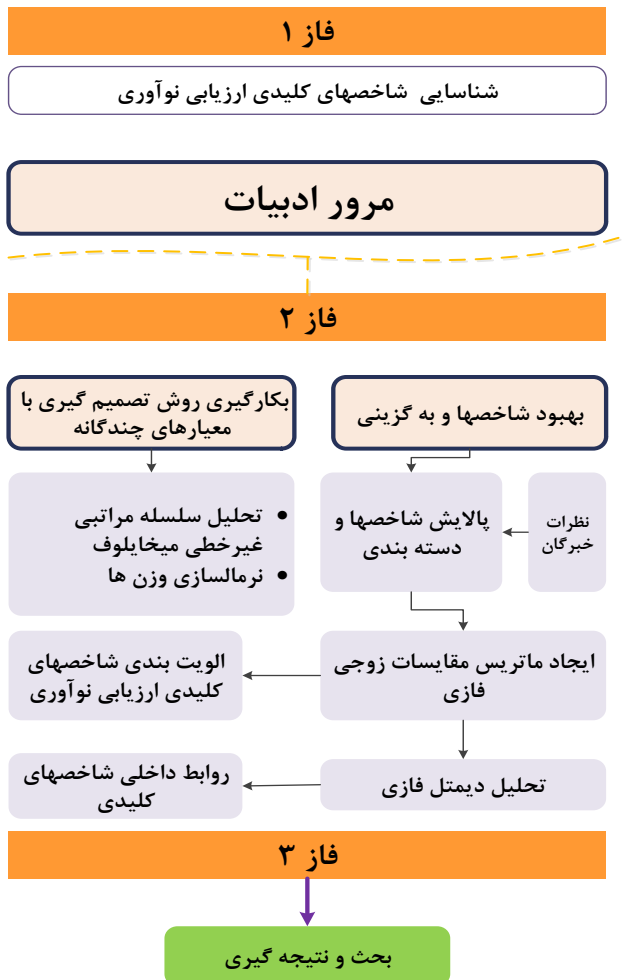 فاز ۱
شناسایی شاخصهای کلیدی ارزیابی نوآوری
مرور ادبیات
فاز ۲
بهبود شاخصها و به گزینی
بکارگیری روش تصمیم گیری با
معیارهای چندگانه
نظرات
خبرگان
پالایش شاخصها و
دسته بندی
• تحلیل سلسله مراتبی
غیرخطی میخایلوف
• نرمالسازی وزن ها
ایجاد ماتریس مقایسات زوجی
فازی
الویت بندی شاخصهای
کلیدی ارزیابی نوآوری
تحلیل دیمتل فازی
روابط داخلی شاخصهای
کلیدی
فاز ۳
بحث و نتیجه گیری